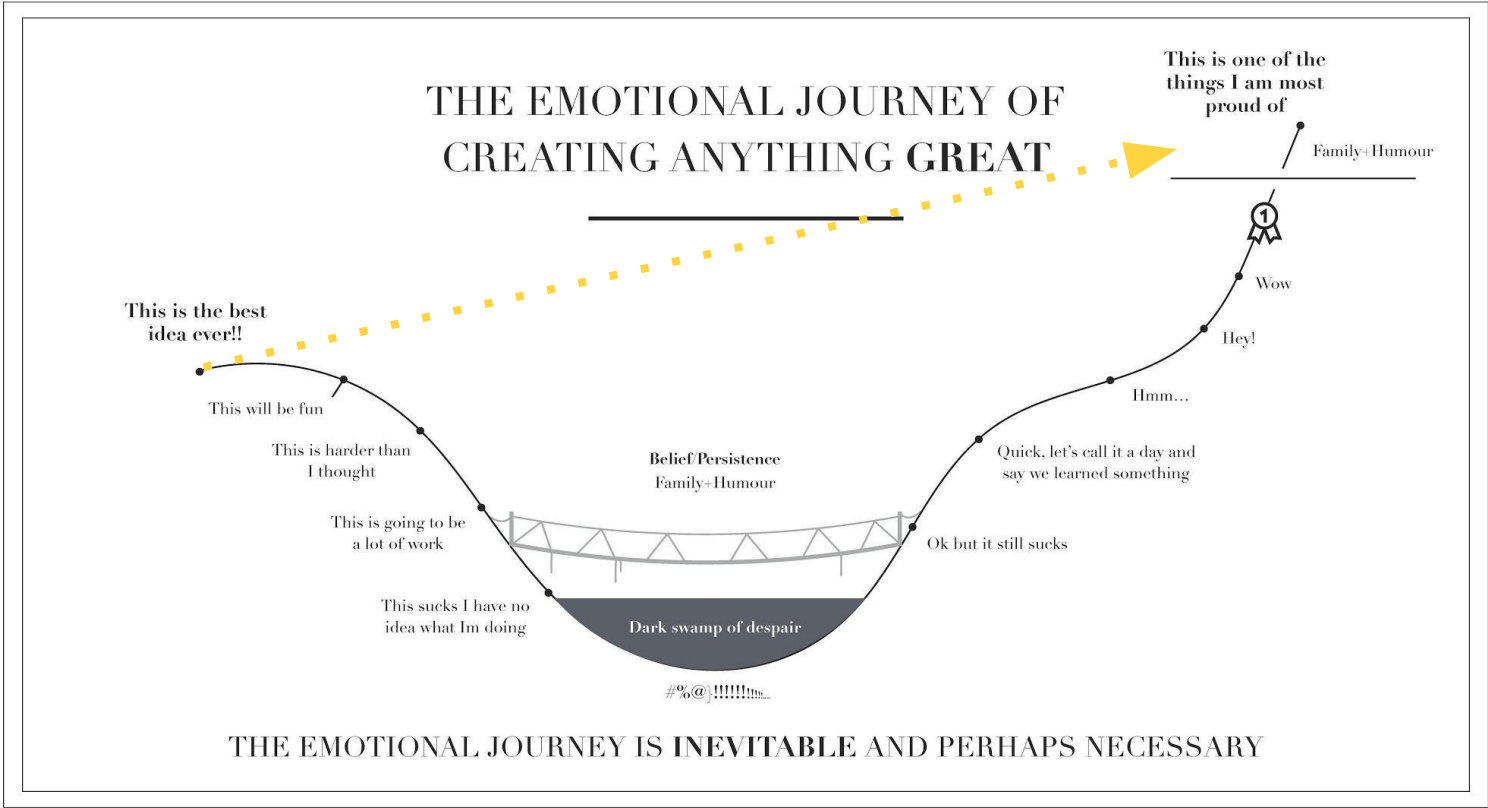 THE EMOTIONAL JOURNEY OF
CREATING ANYTHING GREAT
This is the best
idea ever!!
This will be fun
This is harder than
I thought
This is going to be
a lot of work
This sucks I have no
idea what Im doing
Belief/Persistence
Family+Humour
Dark swamp of despair
#%@}!!!!!!!!!!!....
Ok but it still sucks
Quick, let's call it a day and
say we learned something
Hmm…
Hey!
Wow
1
Family+Humour
This is one of the
things I am most
proud of
THE EMOTIONAL JOURNEY IS INEVITABLE AND PERHAPS NECESSARY